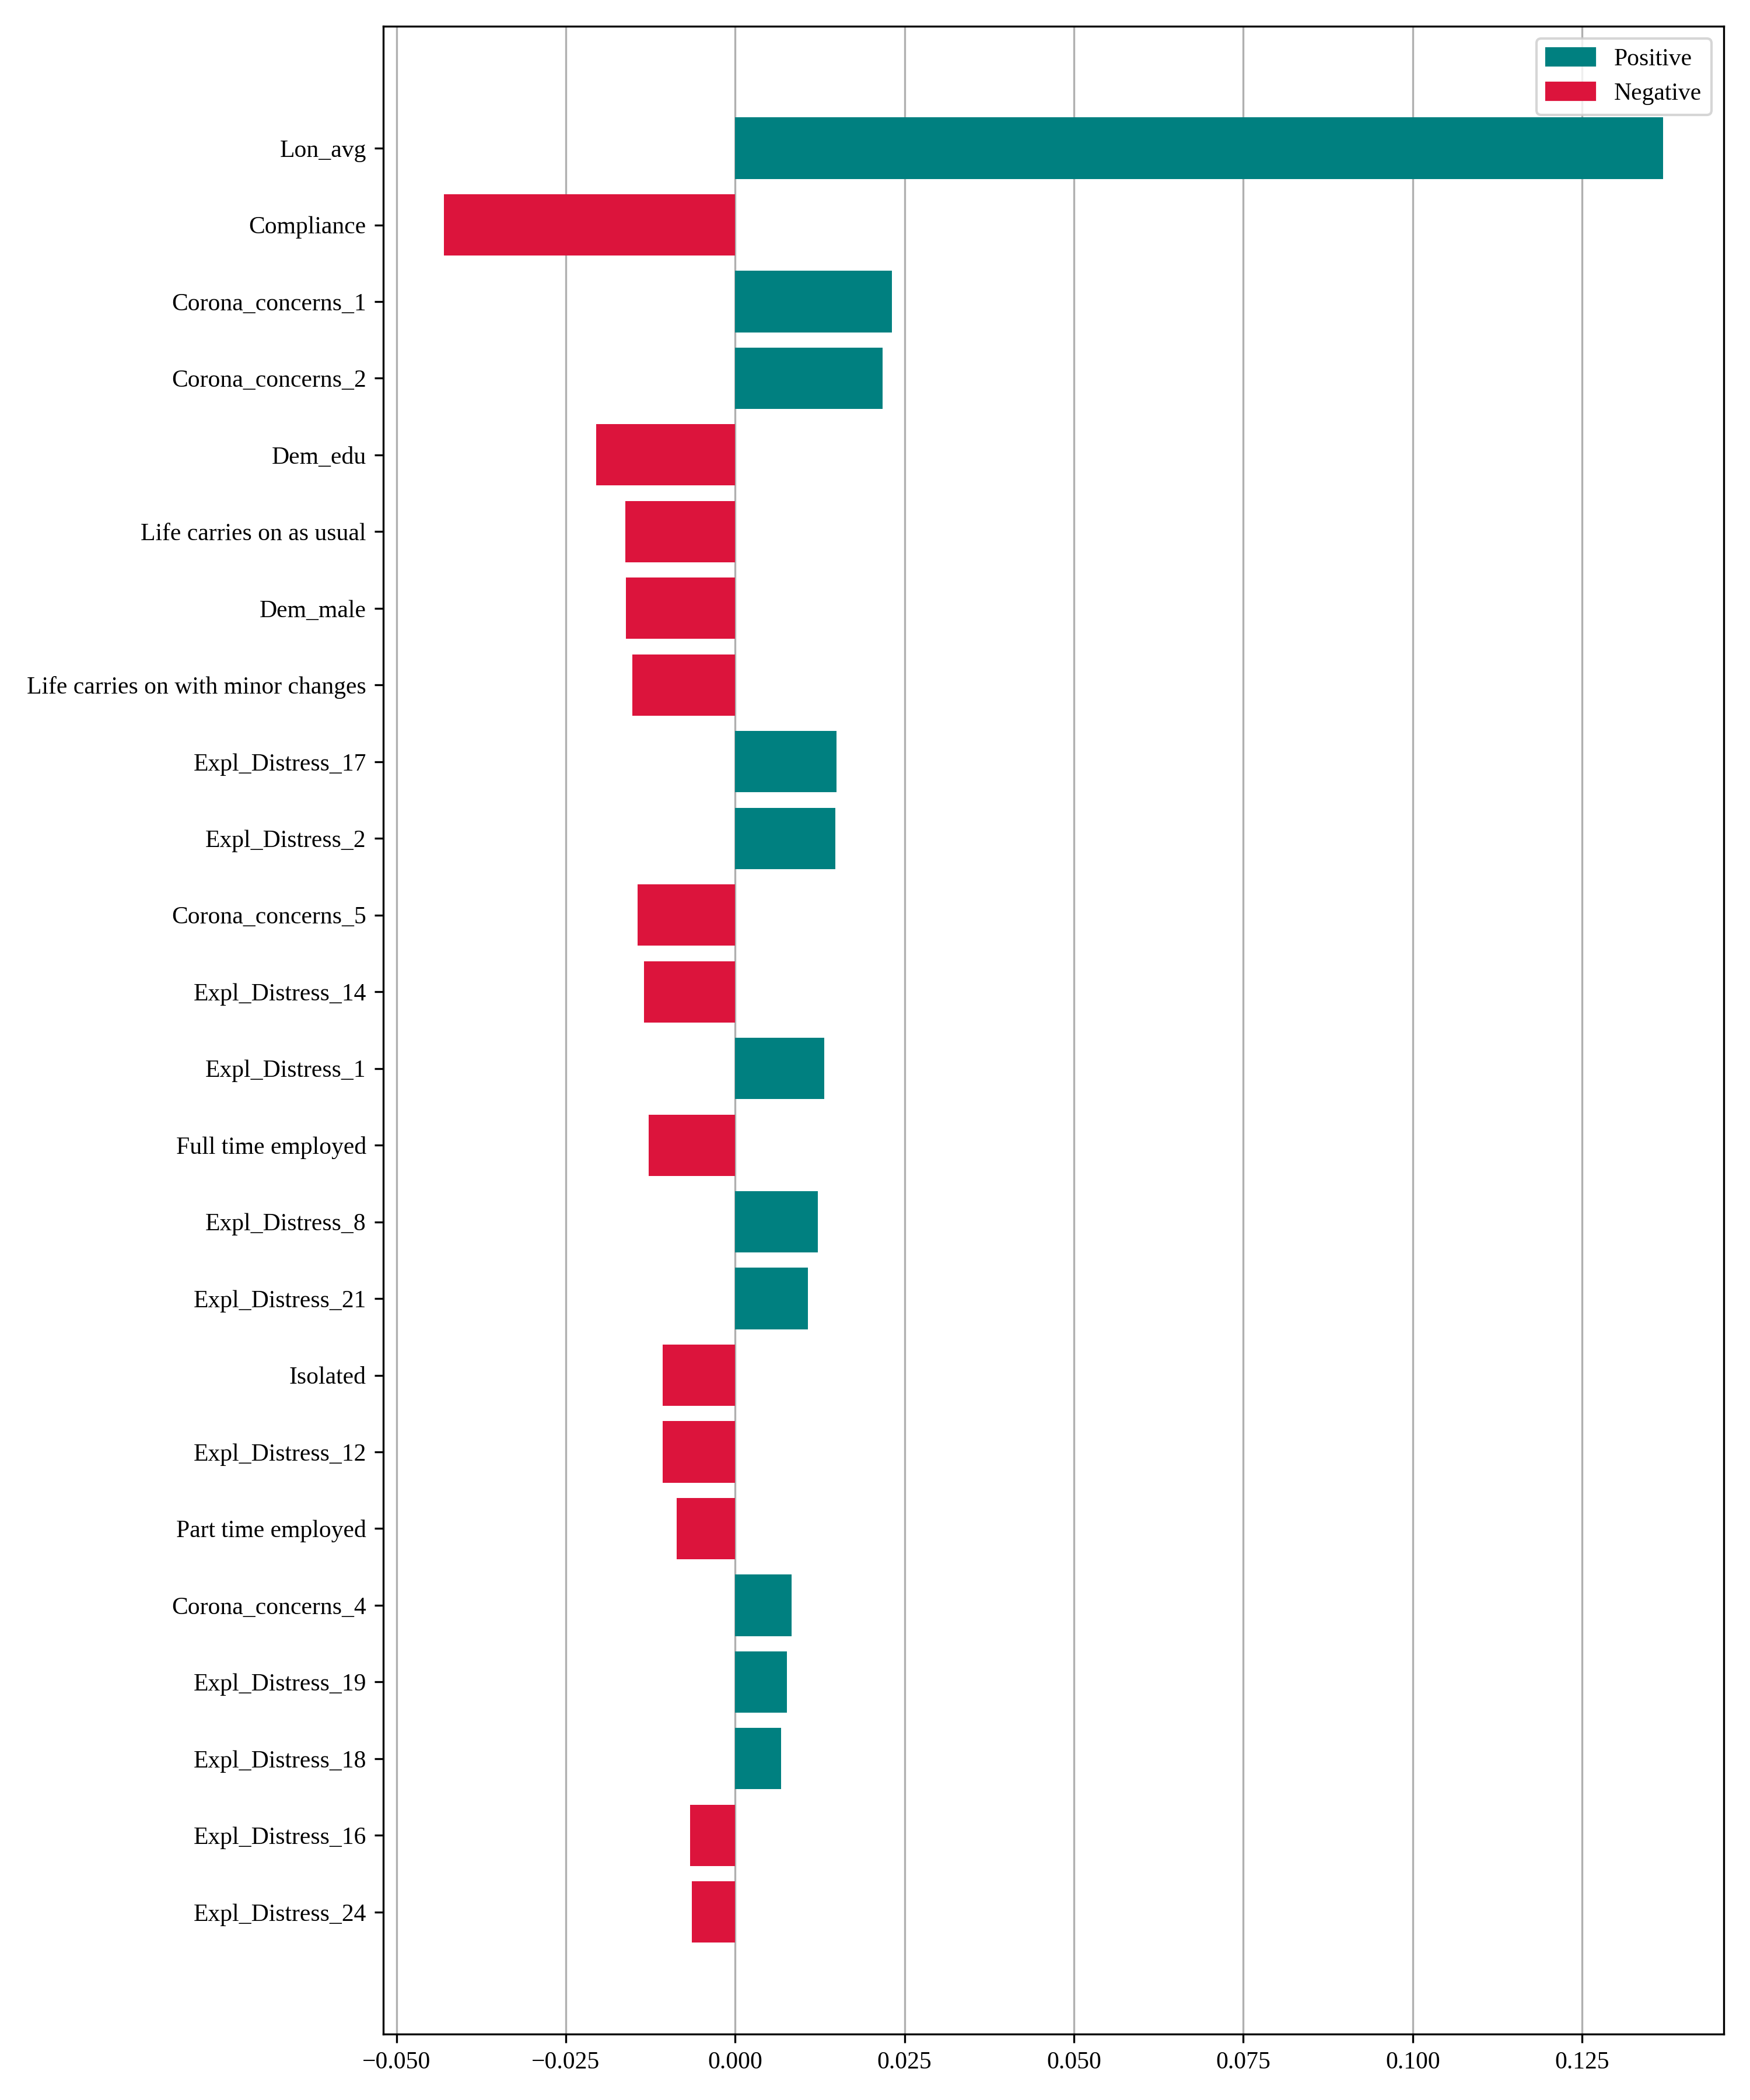 Positive
Negative
Lon_avg
Compliance
Corona_concerns_1
Corona_concerns_2
Dem_edu
Life carries on as usual
Dem_male
Life carries on with minor changes
Expl_Distress_17
Expl_Distress_2
Corona_concerns_5
Expl_Distress_14
Expl_Distress_1
Full time employed
Expl_Distress_8
Expl_Distress_21
Isolated
Expl_Distress_12
Part time employed
Corona_concerns_4
Expl_Distress_19
Expl_Distress_18
Expl_Distress_16
Expl_Distress_24
−0.050 −0.025 0.000 0.025 0.050 0.075 0.100 0.125